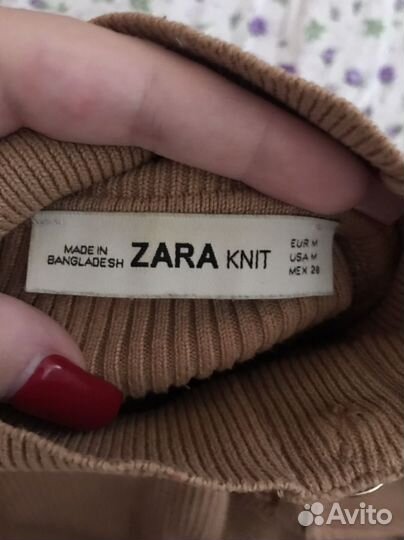 MADE IN
BANGLADESH
ZARA KNIT
EUR M
USA M
MEX 28
Avito